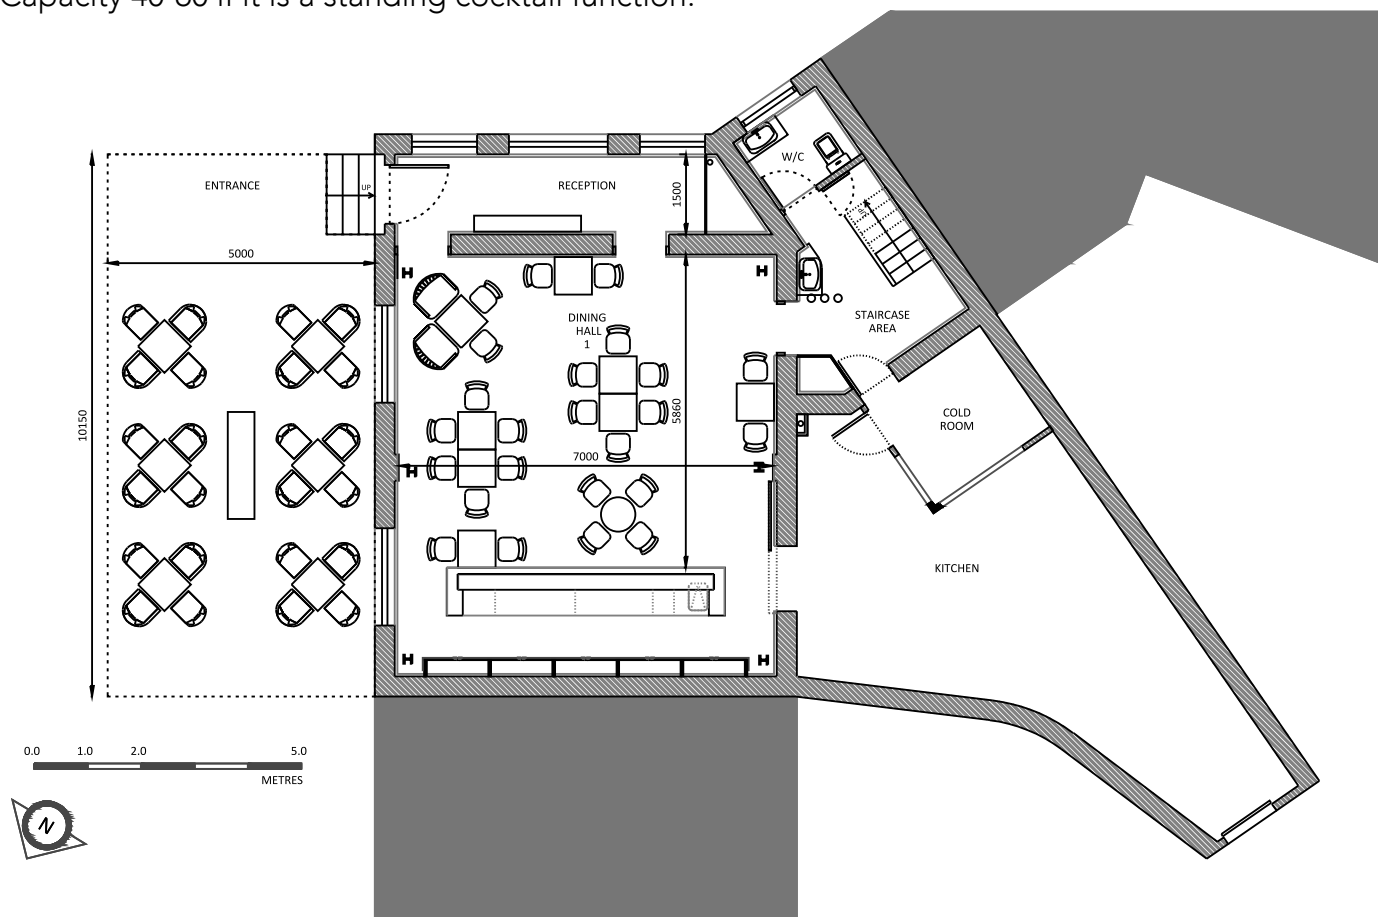 Capacity 40-60 if it is a standing cocktail function.
ENTRANCE
UP
RECEPTION
1500
W/C
5000
DINING
HALL
1
STAIRCASE
AREA
10150
5860
COLD
ROOM
7000
KITCHEN
0.0 1.0 2.0 5.0
METRES
N